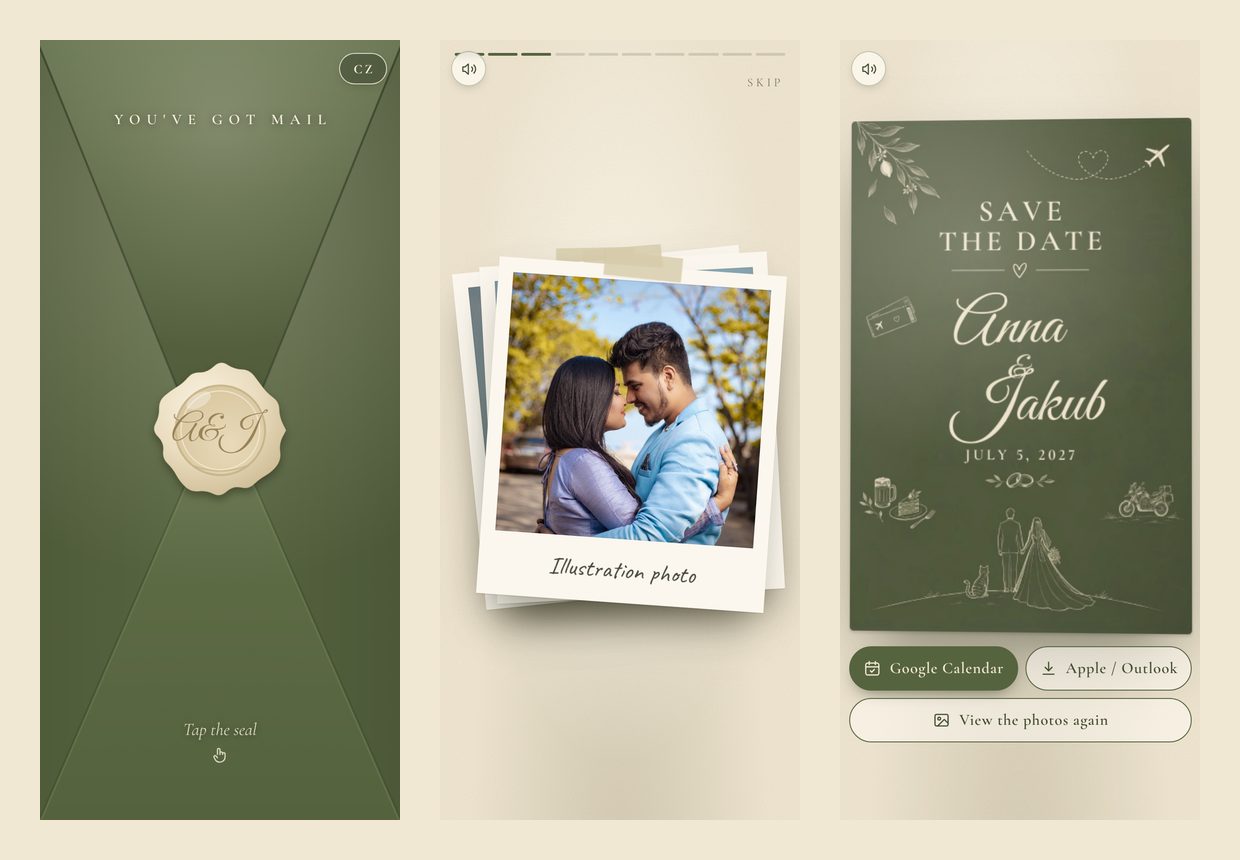 CZ
YOU'VE GOT MAIL
A&J
Tap the seal
SKIP
Illustration photo
SAVE
THE DATE
Anna
&
Jakub
JULY 5, 2027
Google Calendar
Apple / Outlook
View the photos again